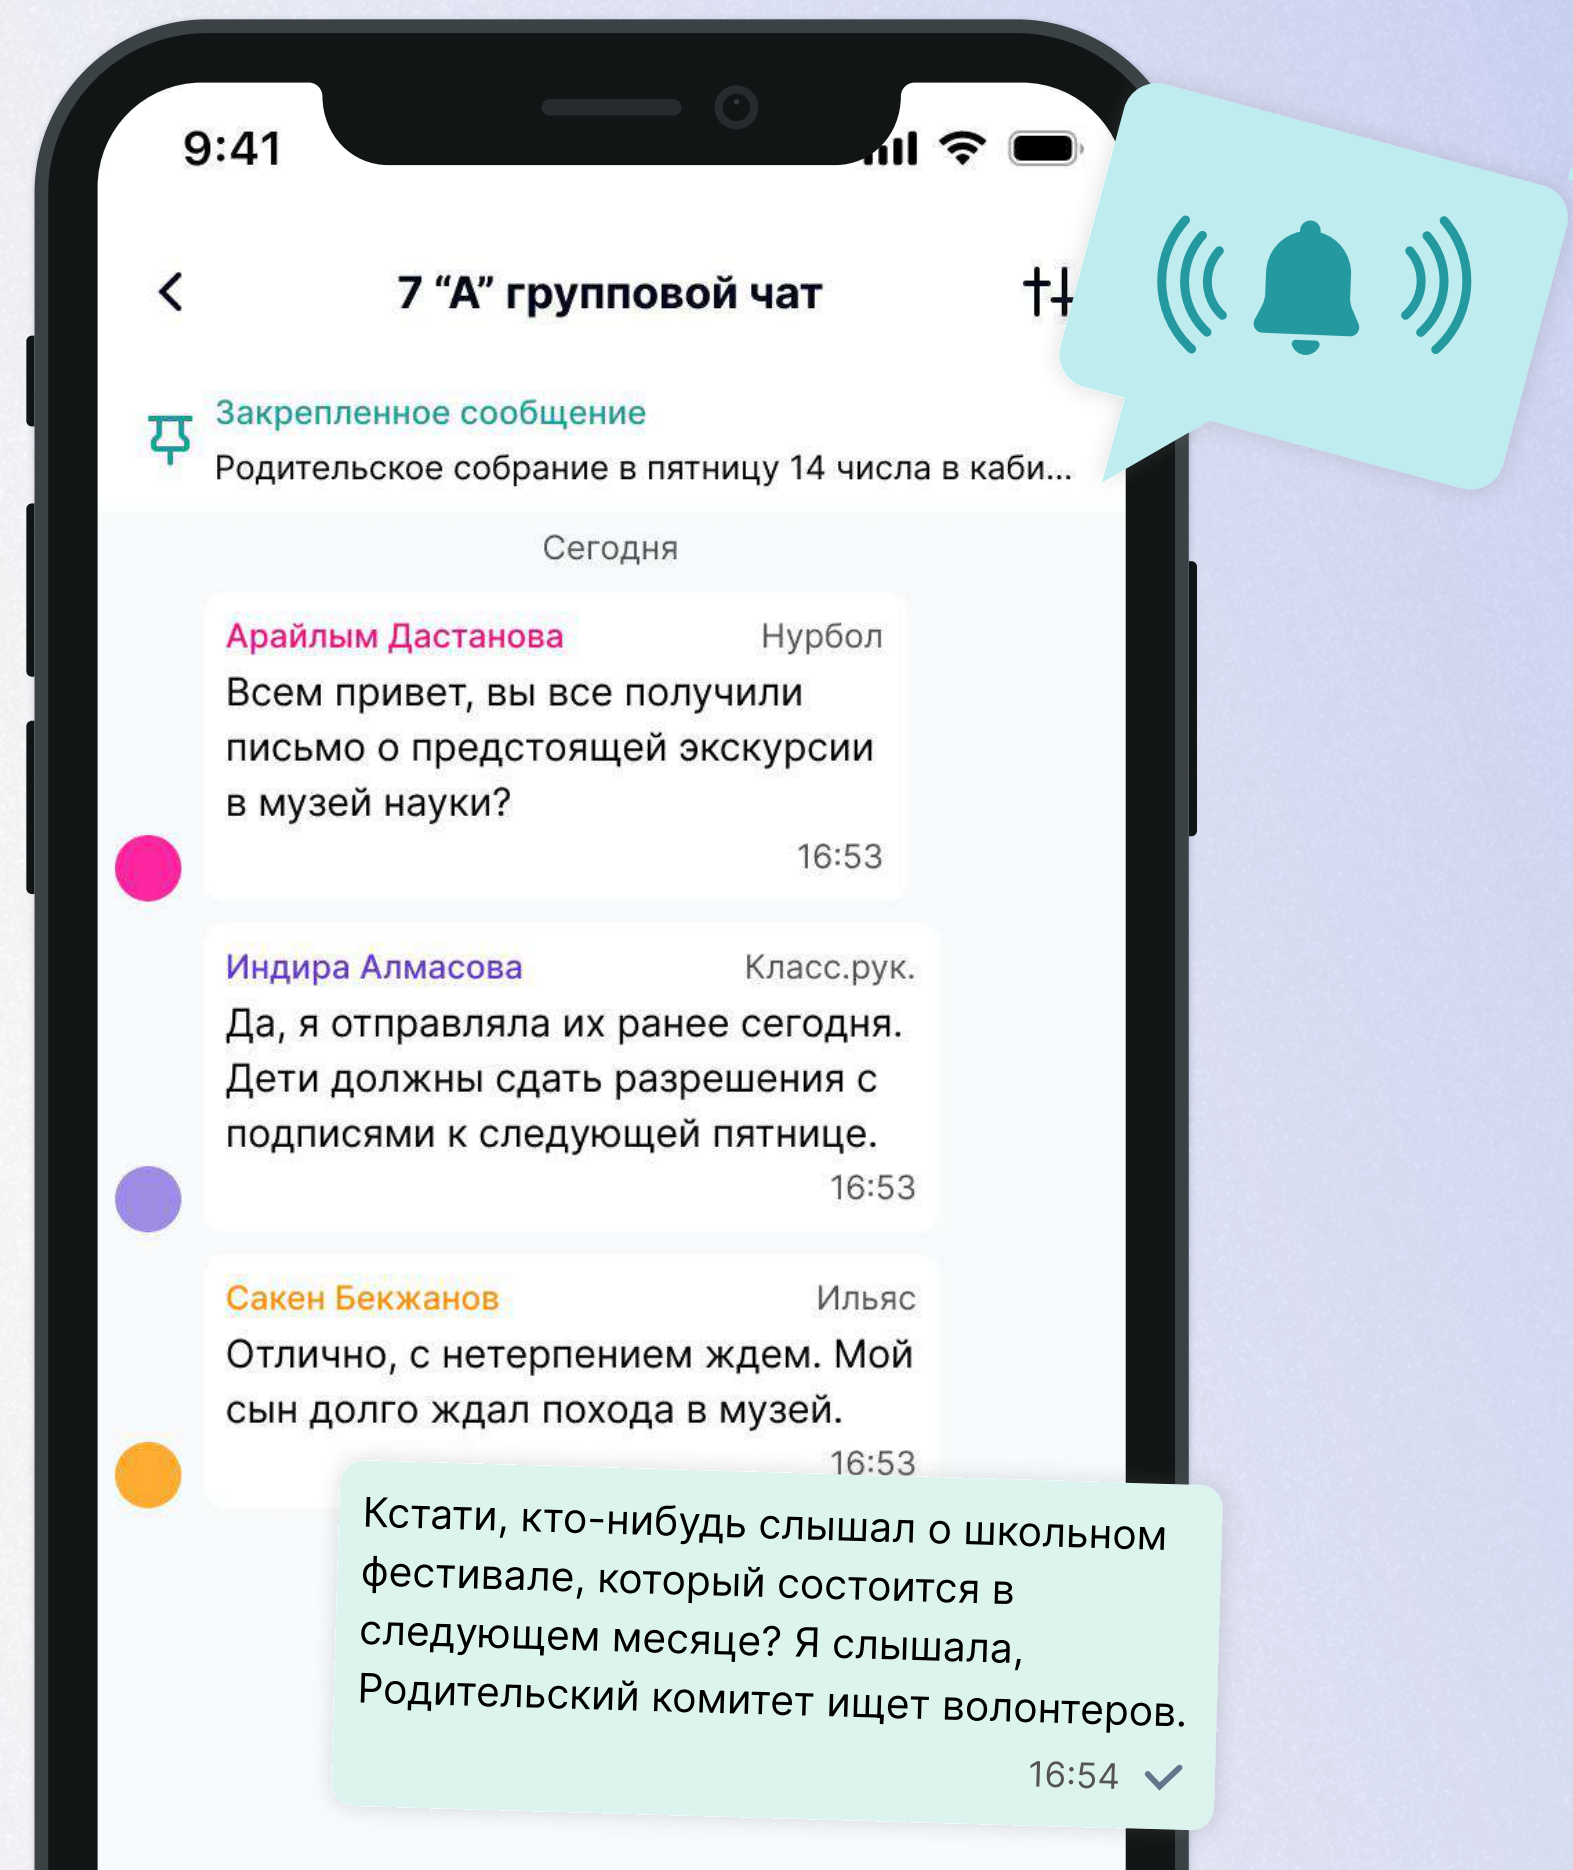 9:41
7 “А” групповой чат
Закрепленное сообщение
Родительское собрание в пятницу 14 числа в каби...
Сегодня
Арайлым Дастанова Нурбол
Всем привет, вы все получили
письмо о предстоящей экскурсии
в музей науки?
16:53
Индира Алмасова Класс.рук.
Да, я отправляла их ранее сегодня.
Дети должны сдать разрешения с
подписями к следующей пятнице.
16:53
Сакен Бекжанов Ильяс
Отлично, с нетерпением ждем. Мой
сын долго ждал похода в музей.
16:53
Кстати, кто-нибудь слышал о школьном
фестивале, который состоится в
следующем месяце? Я слышала,
Родительский комитет ищет волонтеров.
16:54